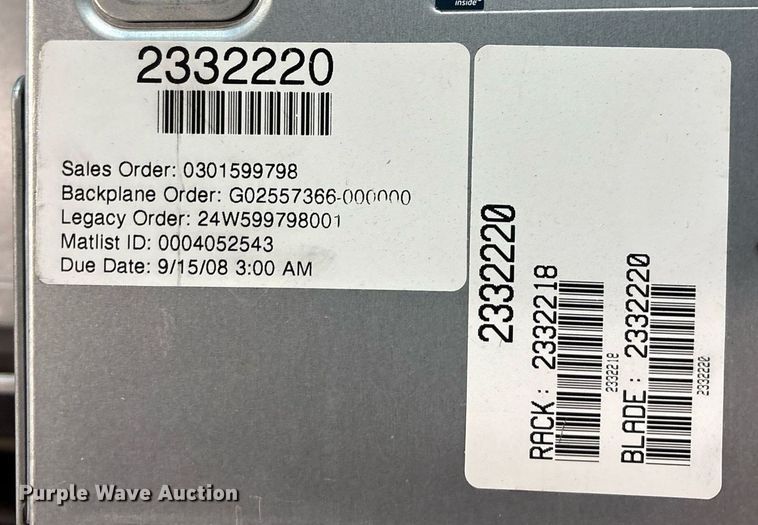 inside
2332220
Sales Order: 0301599798
Backplane Order: G02557366-000000
Legacy Order: 24W599798001
Matlist ID: 0004052543
Due Date: 9/15/08 3:00 AM
2332220
RACK: 2332218
2332218
BLADE: 2332220
2332220
Purple Wave Auction